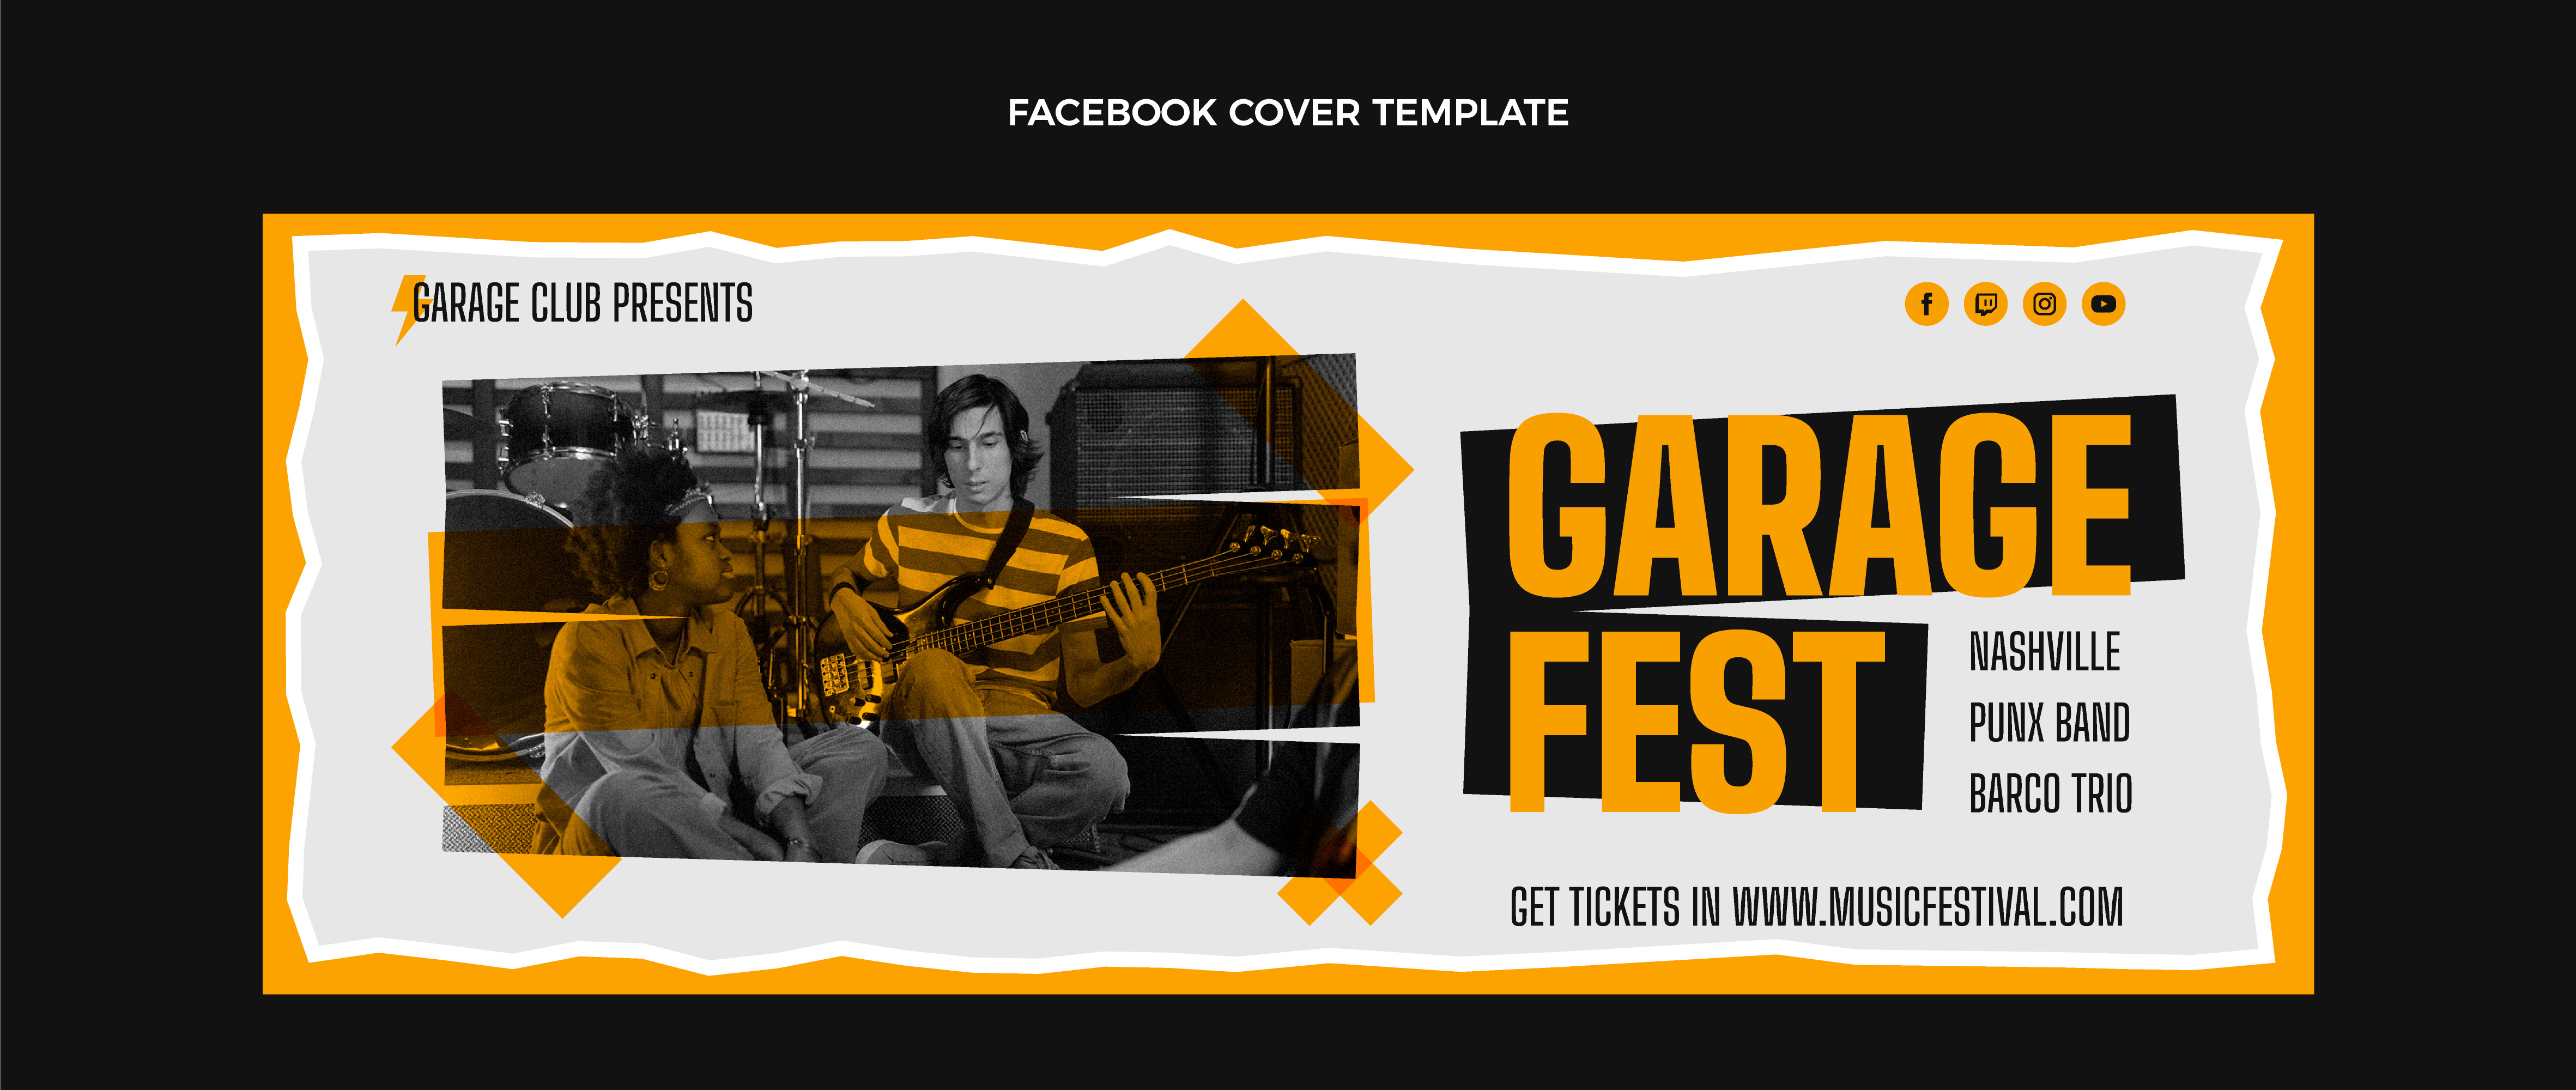 FACEBOOK COVER TEMPLATE
GARAGE CLUB PRESENTS
GARAGE
FEST
NASHVILLE
PUNX BAND
BARCO TRIO
GET TICKETS IN WWW.MUSICFESTIVAL.COM